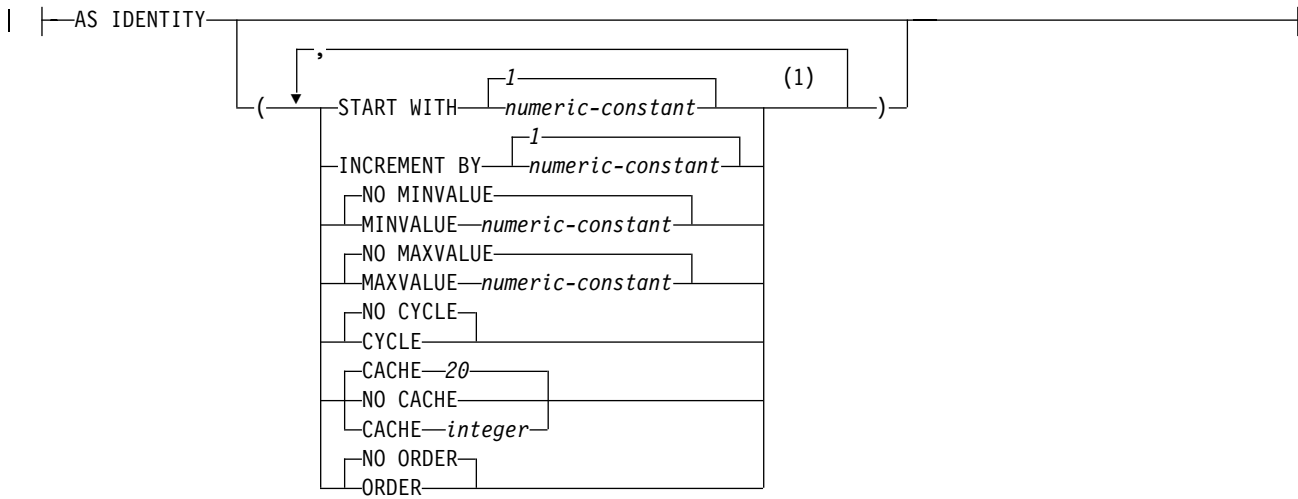 AS IDENTITY
,
1 (1)
( START WITH numeric-constant )
1
INCREMENT BY numeric-constant
NO MINVALUE
MINVALUE numeric-constant
NO MAXVALUE
MAXVALUE numeric-constant
NO CYCLE
CYCLE
CACHE 20
NO CACHE
CACHE integer
NO ORDER
ORDER